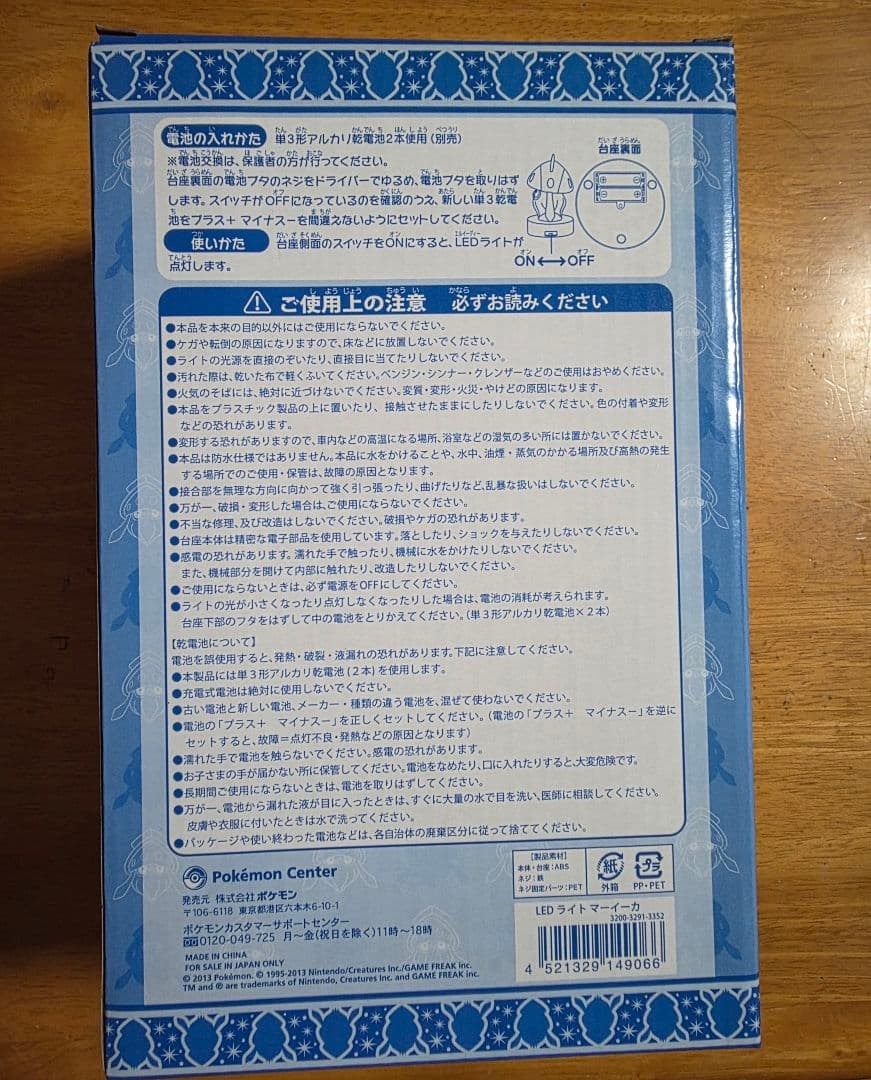 電池の入れかた 単3形アルカリ乾電池2本使用(別売)
※電池交換は、保護者の方が行ってください。
台座裏面の電池ブタのネジをドライバーでゆるめ、電池ブタを取りはず
します。スイッチがOFFになっているのを確認のうえ、新しい単3乾電
池をプラス+ マイナスーを間違えないようにセットしてください。
使いかた 台座側面のスイッチをONにすると、LEDライトが
点灯します。
台座裏面
ON⟷OFF
ご使用上の注意 必ずお読みください
●本品を本来の目的以外にはご使用にならないでください。
●ケガや転倒の原因になりますので、床などに放置しないでください。
●ライトの光源を直接のぞいたり、直接目に当てたりしないでください。
●汚れた際は、乾いた布で軽くふいてください。ベンジン・シンナー・クレンザーなどのご使用はおやめください。
●火気のそばには、絶対に近づけないでください。変質・変形・火災・やけどの原因になります。
●本品をプラスチック製品の上に置いたり、接触させたままにしたりしないでください。色の付着や変形
などの恐れがあります。
●変形する恐れがありますので、車内などの高温になる場所、浴室などの湿気の多い所には置かないでください。
●本品は防水仕様ではありません。本品に水をかけることや、水中、油煙・蒸気のかかる場所及び高熱の発生
する場所でのご使用・保管は、故障の原因となります。
●接合部を無理な方向に向かって強く引っ張ったり、曲げたりなど、乱暴な扱いはしないでください。
●万が一、破損・変形した場合はご使用にならないでください。
●不当な修理、及び改造はしないでください。破損やケガの恐れがあります。
●台座本体は精密な電子部品を使用しています。落としたり、ショックを与えたりしないでください。
●感電の恐れがあります。濡れた手で触ったり、機械に水をかけたりしないでください。
また、機械部分を開けて内部に触れたり、改造したりしないでください。
●ご使用にならないときは、必ず電源をOFFにしてください。
●ライトの光が小さくなったり点灯しなくなったりした場合は、電池の消耗が考えられます。
台座下部のフタをはずして中の電池をとりかえてください。(単3形アルカリ乾電池×2本)
【乾電池について】
電池を誤使用すると、発熱・破裂・液漏れの恐れがあります。下記に注意してください。
●本製品には単3形アルカリ乾電池(2本)を使用します。
●充電式電池は絶対に使用しないでください。
●古い電池と新しい電池、メーカー・種類の違う電池を、混ぜて使わないでください。
●電池の「プラス+ マイナスー」を正しくセットしてください。(電池の「プラス+ マイナスー」を逆に
セットすると、故障=点灯不良・発熱などの原因となります)
●濡れた手で電池を触らないでください。感電の恐れがあります。
●お子さまの手が届かない所に保管してください。電池をなめたり、口に入れたりすると、大変危険です。
●長期間ご使用にならないときは、電池を取りはずしてください。
●万が一、電池から漏れた液が目に入ったときは、すぐに大量の水で目を洗い、医師に相談してください。
皮膚や衣服に付いたときは水で洗ってください。
●パッケージや使い終わった電池などは、各自治体の廃棄区分に従って捨ててください。
Pokémon Center
発売元 株式会社ポケモン
〒106-6118 東京都港区六本木6-10-1
ポケモンカスタマーサポートセンター
0120-049-725 月〜金(祝日を除く)11時〜18時
MADE IN CHINA
FOR SALE IN JAPAN ONLY
© 2013 Pokémon. © 1995-2013 Nintendo/Creatures Inc./GAME FREAK inc.
TM and ® are trademarks of Nintendo, Creatures Inc. and GAME FREAK inc.
【製品素材】
本体・台座:ABS
ネジ:鉄
ネジ固定パーツ:PET
紙
外箱
プラ
PP・PET
LED ライト マーイーカ
3200-3291-3352
4 521329 149066